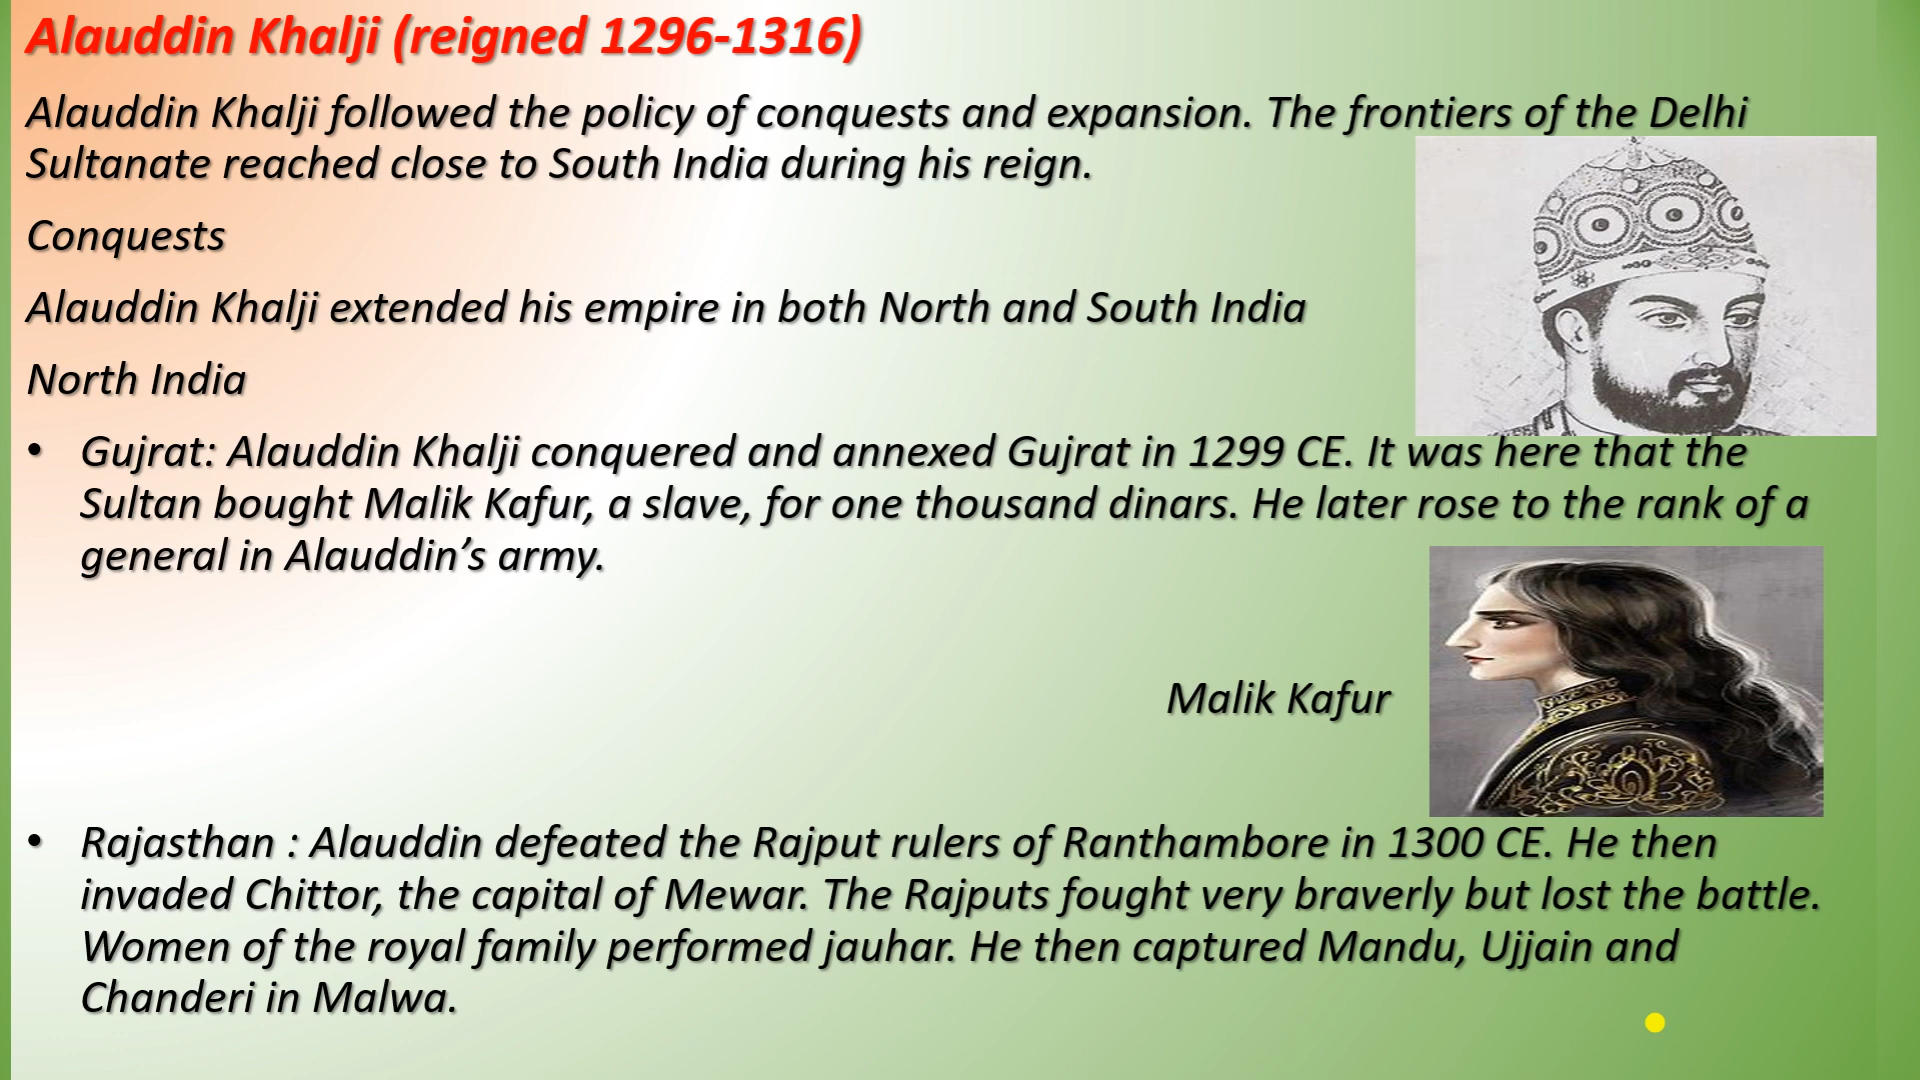 Alauddin Khalji (reigned 1296-1316)
Alauddin Khalji followed the policy of conquests and expansion. The frontiers of the Delhi
Sultanate reached close to South India during his reign.
Conquests
Alauddin Khalji extended his empire in both North and South India
North India
• Gujrat: Alauddin Khalji conquered and annexed Gujrat in 1299 CE. It was here that the
Sultan bought Malik Kafur, a slave, for one thousand dinars. He later rose to the rank of a
general in Alauddin’s army.
Malik Kafur
• Rajasthan : Alauddin defeated the Rajput rulers of Ranthambore in 1300 CE. He then
invaded Chittor, the capital of Mewar. The Rajputs fought very braverly but lost the battle.
Women of the royal family performed jauhar. He then captured Mandu, Ujjain and
Chanderi in Malwa.